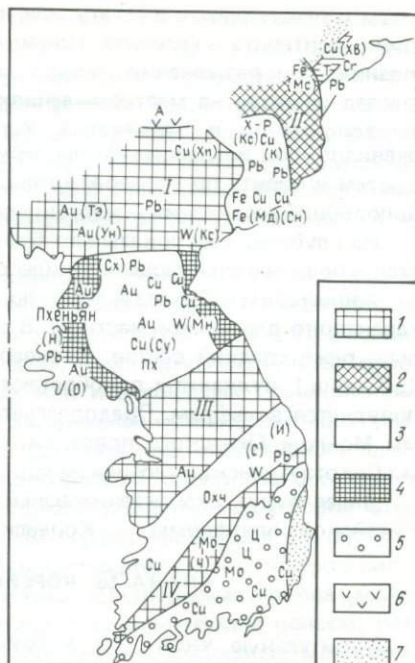 Cu(ХВ)
Fe Т Cr
(Мс) Pb
II
А
Х-Р
(Кс) Cu
(К)
Cu(Хп)
Pb
Pb
I
Au(Тэ)
Pb
Fe Cu Cu
Au(Ун)
W(Кс)
Fe(Мд)(Сн)
(Сх) Pb
Au
Au Cu Cu
Au Pb Cu
Пхеньян
Au
W(Мн)
(Н)
Pb
Cu(Су)
Au
Пх
U(О)
III
(И)
(С)
Pb
Au
W
Охч
Мо
Ц
(Ч)
Ц
Cu
Мо
Cu
IV
Cu
Cu
1
2
3
4
5
6
7